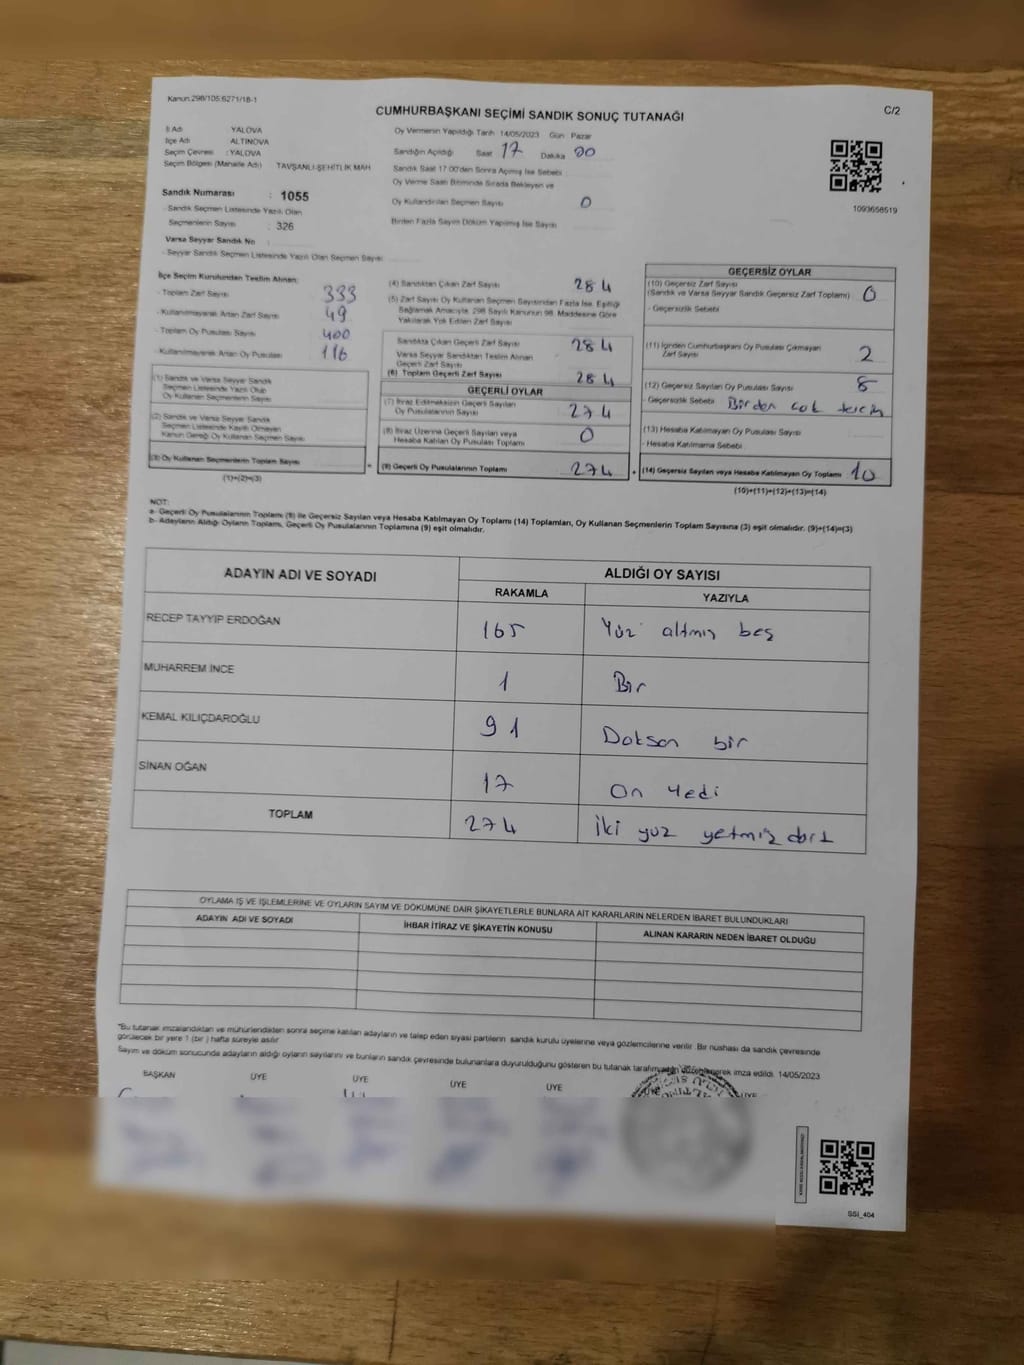 Kanun:298/105:6271/18-1
C/2
CUMHURBAŞKANI SEÇİMİ SANDIK SONUÇ TUTANAĞI
İl Adı YALOVA
İlçe Adı ALTINOVA
Seçim Çevresi : YALOVA
Seçim Bölgesi (Mahalle Adı) TAVŞANLI-ŞEHİTLİK MAH
Sandık Numarası : 1055
- Sandık Seçmen Listesinde Yazılı Olan
Seçmenlerin Sayısı : 326
Varsa Seyyar Sandık No
- Seyyar Sandık Seçmen Listesinde Yazılı Olan Seçmen Sayısı
Oy Vermenin Yapıldığı Tarih 14/05/2023 Gün Pazar
Sandığın Açıldığı Saat 17 Dakika 00
Sandık Saat 17:00'den Sonra Açılmış İse Sebebi
Oy Verme Saati Bitiminde Sırada Bekleyen ve
Oy Kullandırılan Seçmen Sayısı 0
Birden Fazla Sayım Döküm Yapılmış İse Sayısı
1093658519
İlçe Seçim Kurulundan Teslim Alınan:
- Toplam Zarf Sayısı 333
- Kullanılmayarak Artan Zarf Sayısı 49
- Toplam Oy Pusulası Sayısı 400
- Kullanılmayarak Artan Oy Pusulası 116
(1) Sandık ve Varsa Seyyar Sandık
Seçmen Listesinde Yazılı Olup
Oy Kullanan Seçmenlerin Sayısı
(2) Sandık ve Varsa Seyyar Sandık
Seçmen Listesinde Kayıtlı Olmayan
Kanun Gereği Oy Kullanan Seçmen Sayısı
(3) Oy Kullanan Seçmenlerin Toplam Sayısı
(1)+(2)=(3)
(4) Sandıktan Çıkan Zarf Sayısı 284
(5) Zarf Sayısı Oy Kullanan Seçmen Sayısından Fazla İse, Eşitliği
Sağlamak Amacıyla, 298 Sayılı Kanunun 98. Maddesine Göre
Yakılarak Yok Edilen Zarf Sayısı
Sandıkta Çıkan Geçerli Zarf Sayısı 284
Varsa Seyyar Sandıktan Teslim Alınan
Geçerli Zarf Sayısı
(6) Toplam Geçerli Zarf Sayısı 284
GEÇERLİ OYLAR
(7) İtiraz Edilmeksizin Geçerli Sayılan
Oy Pusulalarının Sayısı 274
(8) İtiraz Üzerine Geçerli Sayılan veya
Hesaba Katılan Oy Pusulası Toplamı 0
(9) Geçerli Oy Pusulalarının Toplamı 274
GEÇERSİZ OYLAR
(10) Geçersiz Zarf Sayısı
(Sandık ve Varsa Seyyar Sandık Geçersiz Zarf Toplamı) 0
- Geçersizlik Sebebi
(11) İçinden Cumhurbaşkanı Oy Pusulası Çıkmayan
Zarf Sayısı 2
(12) Geçersiz Sayılan Oy Pusulası Sayısı 8
- Geçersizlik Sebebi Birden çok tercih
(13) Hesaba Katılmayan Oy Pusulası Sayısı
- Hesaba Katılmama Sebebi
(14) Geçersiz Sayılan veya Hesaba Katılmayan Oy Toplamı 10
(10)+(11)+(12)+(13)=(14)
NOT:
a- Geçerli Oy Pusulalarının Toplamı (9) ile Geçersiz Sayılan veya Hesaba Katılmayan Oy Toplamı (14) Toplamları, Oy Kullanan Seçmenlerin Toplam Sayısına (3) eşit olmalıdır. (9)+(14)=(3)
b- Adayların Aldığı Oyların Toplamı, Geçerli Oy Pusulalarının Toplamına (9) eşit olmalıdır.
ADAYIN ADI VE SOYADI
ALDIĞI OY SAYISI
RAKAMLA YAZIYLA
RECEP TAYYİP ERDOĞAN 165 Yüz altmış beş
MUHARREM İNCE 1 Bir
KEMAL KILIÇDAROĞLU 91 Doksan bir
SİNAN OĞAN 17 On Yedi
TOPLAM 274 İki yüz yetmiş dört
OYLAMA İŞ VE İŞLEMLERİNE VE OYLARIN SAYIM VE DÖKÜMÜNE DAİR ŞİKAYETLERLE BUNLARA AİT KARARLARIN NELERDEN İBARET BULUNDUKLARI
ADAYIN ADI VE SOYADI İHBAR İTİRAZ VE ŞİKAYETİN KONUSU ALINAN KARARIN NEDEN İBARET OLDUĞU
*Bu tutanak imzalandıktan ve mühürlendikten sonra seçime katılan adayların ve talep eden siyasi partilerin sandık kurulu üyelerine veya gözlemcilerine verilir. Bir nüshası da sandık çevresinde
görülecek bir yere 1 (bir) hafta süreyle asılır.
Sayım ve döküm sonucunda adayların aldığı oyların sayılarını ve bunların sandık çevresinde bulunanlara duyurulduğunu gösteren bu tutanak tarafımızdan düzenlenerek imza edildi. 14/05/2023
BAŞKAN ÜYE ÜYE ÜYE ÜYE ÜYE
SSI_404